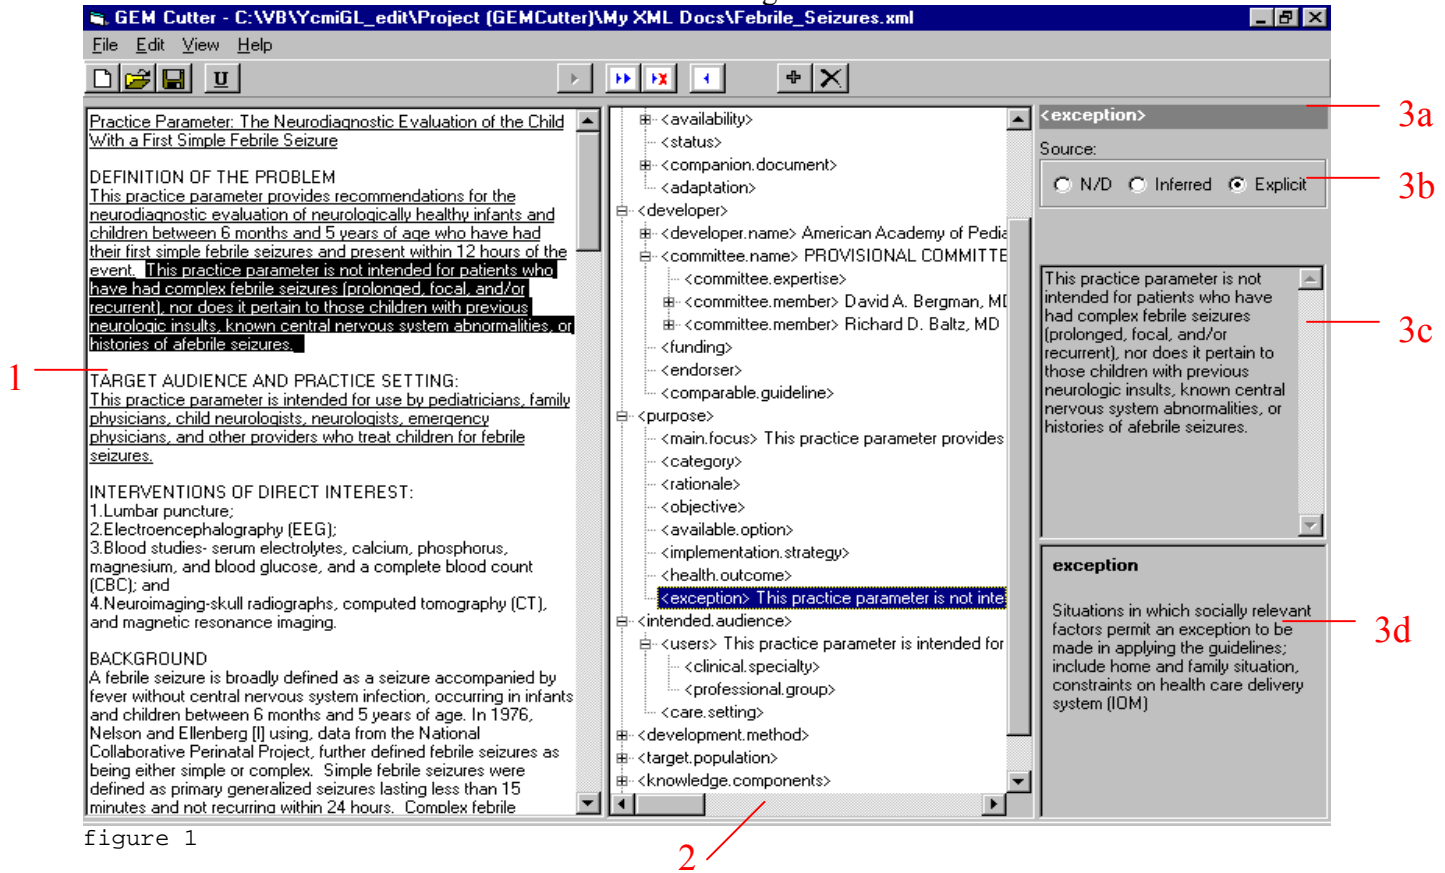 GEM Cutter - C:\VB\YcmiGL_edit\Project (GEMCutter)\My XML Docs\Febrile_Seizures.xml
File Edit View Help
U
Practice Parameter: The Neurodiagnostic Evaluation of the Child
With a First Simple Febrile Seizure
DEFINITION OF THE PROBLEM
This practice parameter provides recommendations for the
neurodiagnostic evaluation of neurologically healthy infants and
children between 6 months and 5 years of age who have had
their first simple febrile seizures and present within 12 hours of the
event. This practice parameter is not intended for patients who
have had complex febrile seizures (prolonged, focal, and/or
recurrent), nor does it pertain to those children with previous
neurologic insults, known central nervous system abnormalities, or
histories of afebrile seizures.
TARGET AUDIENCE AND PRACTICE SETTING:
This practice parameter is intended for use by pediatricians, family
physicians, child neurologists, neurologists, emergency
physicians, and other providers who treat children for febrile
seizures.
INTERVENTIONS OF DIRECT INTEREST:
1.Lumbar puncture;
2.Electroencephalography (EEG);
3.Blood studies- serum electrolytes, calcium, phosphorus,
magnesium, and blood glucose, and a complete blood count
(CBC); and
4.Neuroimaging-skull radiographs, computed tomography (CT),
and magnetic resonance imaging.
BACKGROUND
A febrile seizure is broadly defined as a seizure accompanied by
fever without central nervous system infection, occurring in infants
and children between 6 months and 5 years of age. In 1976,
Nelson and Ellenberg [l] using, data from the National
Collaborative Perinatal Project, further defined febrile seizures as
being either simple or complex. Simple febrile seizures were
defined as primary generalized seizures lasting less than 15
minutes and not recurring within 24 hours. Complex febrile
<availability>
<status>
<companion.document>
<adaptation>
<developer>
<developer.name> American Academy of Pedia
<committee.name> PROVISIONAL COMMITTE
<committee.expertise>
<committee.member> David A. Bergman, MD
<committee.member> Richard D. Baltz, MD
<funding>
<endorser>
<comparable.guideline>
<purpose>
<main.focus> This practice parameter provides
<category>
<rationale>
<objective>
<available.option>
<implementation.strategy>
<health.outcome>
<exception> This practice parameter is not inte
<intended.audience>
<users> This practice parameter is intended for
<clinical.specialty>
<professional.group>
<care.setting>
<development.method>
<target.population>
<knowledge.components>
<exception>
Source:
N/D Inferred Explicit
This practice parameter is not
intended for patients who have
had complex febrile seizures
(prolonged, focal, and/or
recurrent), nor does it pertain to
those children with previous
neurologic insults, known central
nervous system abnormalities, or
histories of afebrile seizures.
exception
Situations in which socially relevant
factors permit an exception to be
made in applying the guidelines;
include home and family situation,
constraints on health care delivery
system (IOM)
1
2
3a
3b
3c
3d
figure 1